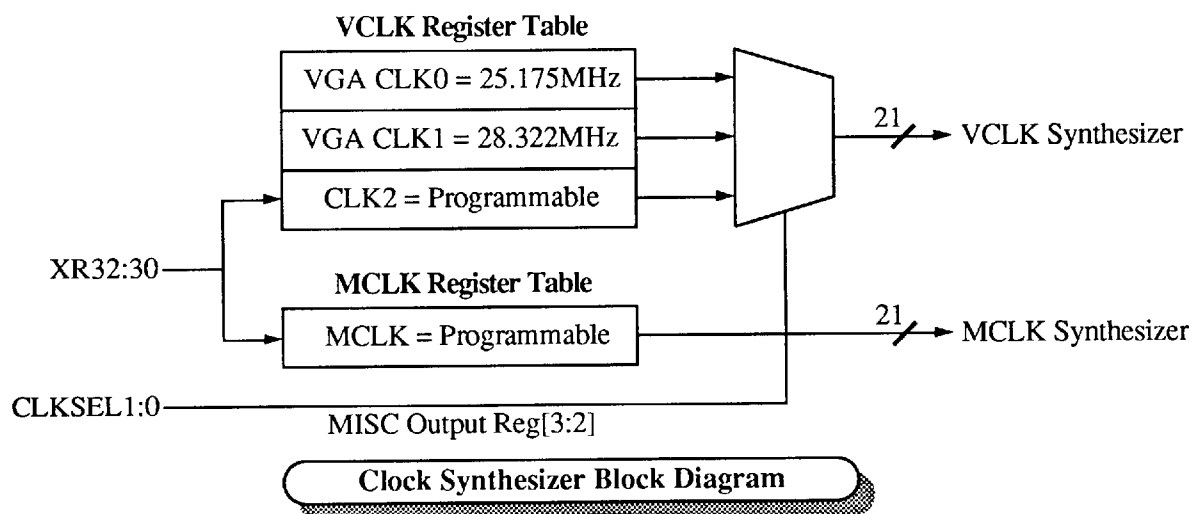 VCLK Register Table
VGA CLK0 = 25.175MHz
VGA CLK1 = 28.322MHz
21
VCLK Synthesizer
CLK2 = Programmable
XR32:30
MCLK Register Table
MCLK = Programmable
21
MCLK Synthesizer
CLKSEL1:0
MISC Output Reg[3:2]
Clock Synthesizer Block Diagram